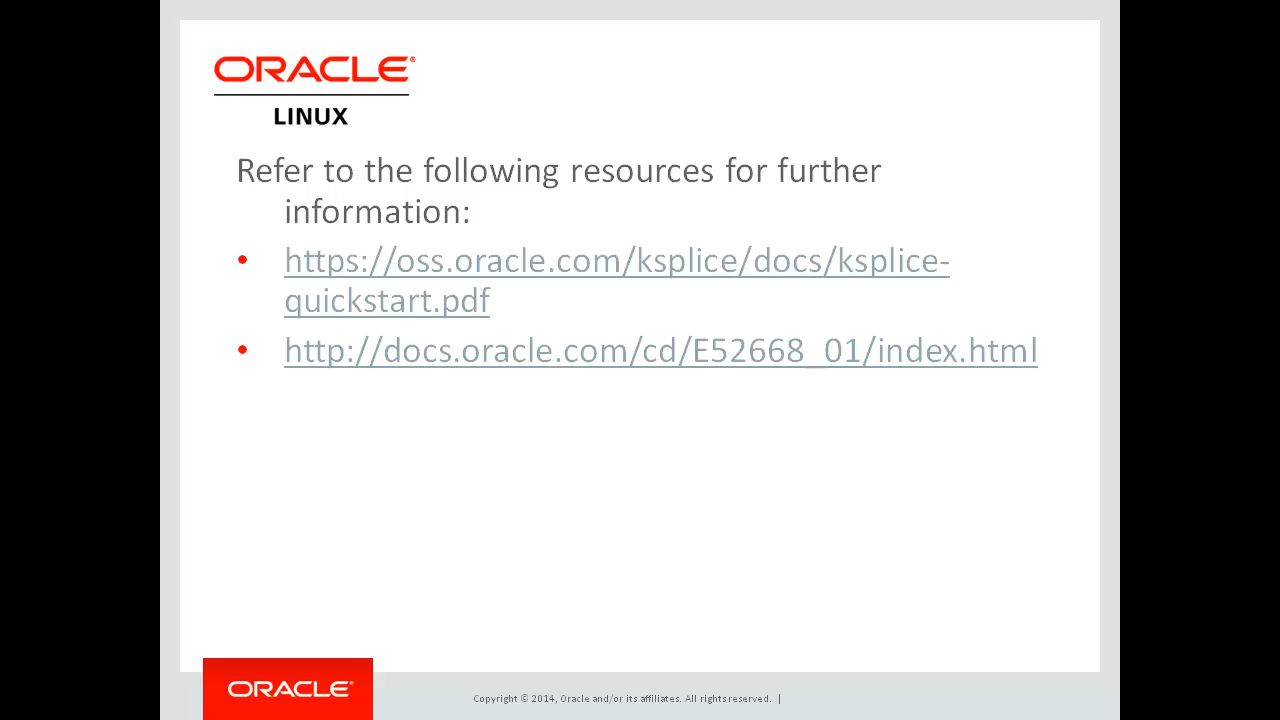 ORACLE®
LINUX
Refer to the following resources for further
information:
• https://oss.oracle.com/ksplice/docs/ksplice-
quickstart.pdf
• http://docs.oracle.com/cd/E52668_01/index.html
ORACLE®
Copyright © 2014, Oracle and/or its affiliates. All rights reserved. |